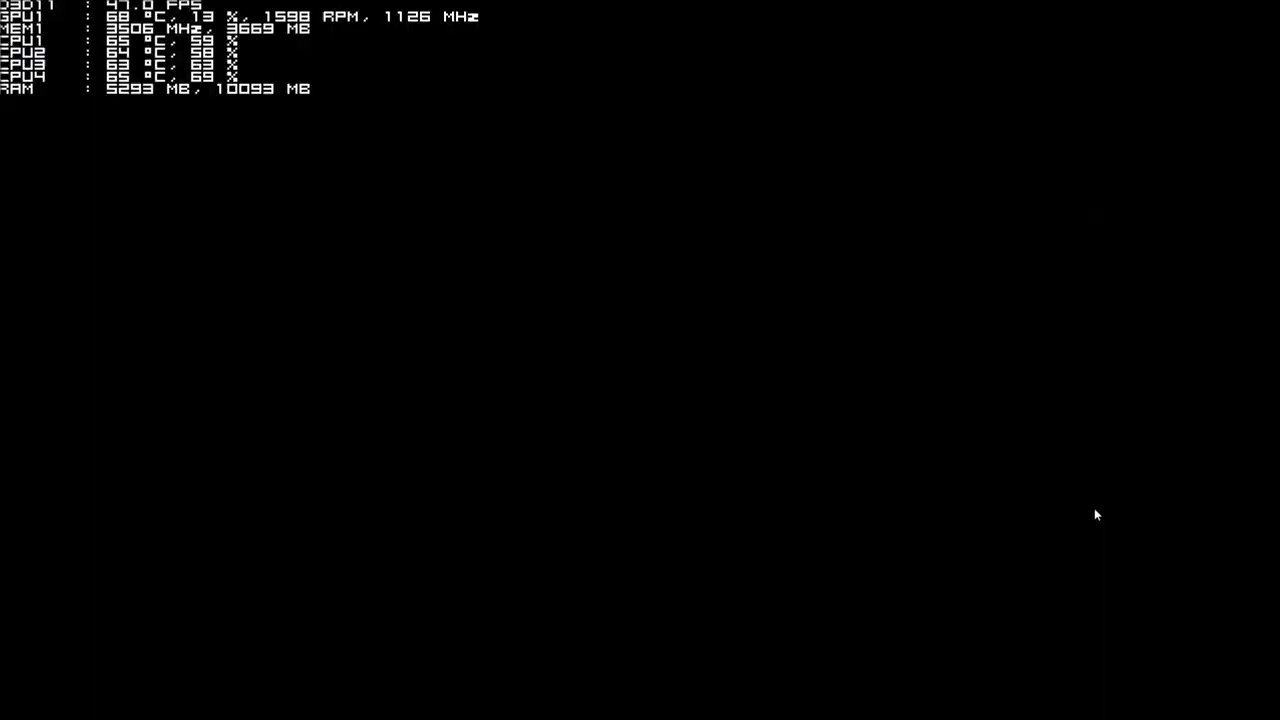 D3D11 : 47.0 FPS
GPU1 : 68 °C, 13 %, 1598 RPM, 1126 MHz
MEM1 : 3506 MHz, 3669 MB
CPU1 : 65 °C, 59 %
CPU2 : 64 °C, 58 %
CPU3 : 63 °C, 63 %
CPU4 : 65 °C, 69 %
RAM : 5293 MB, 10093 MB